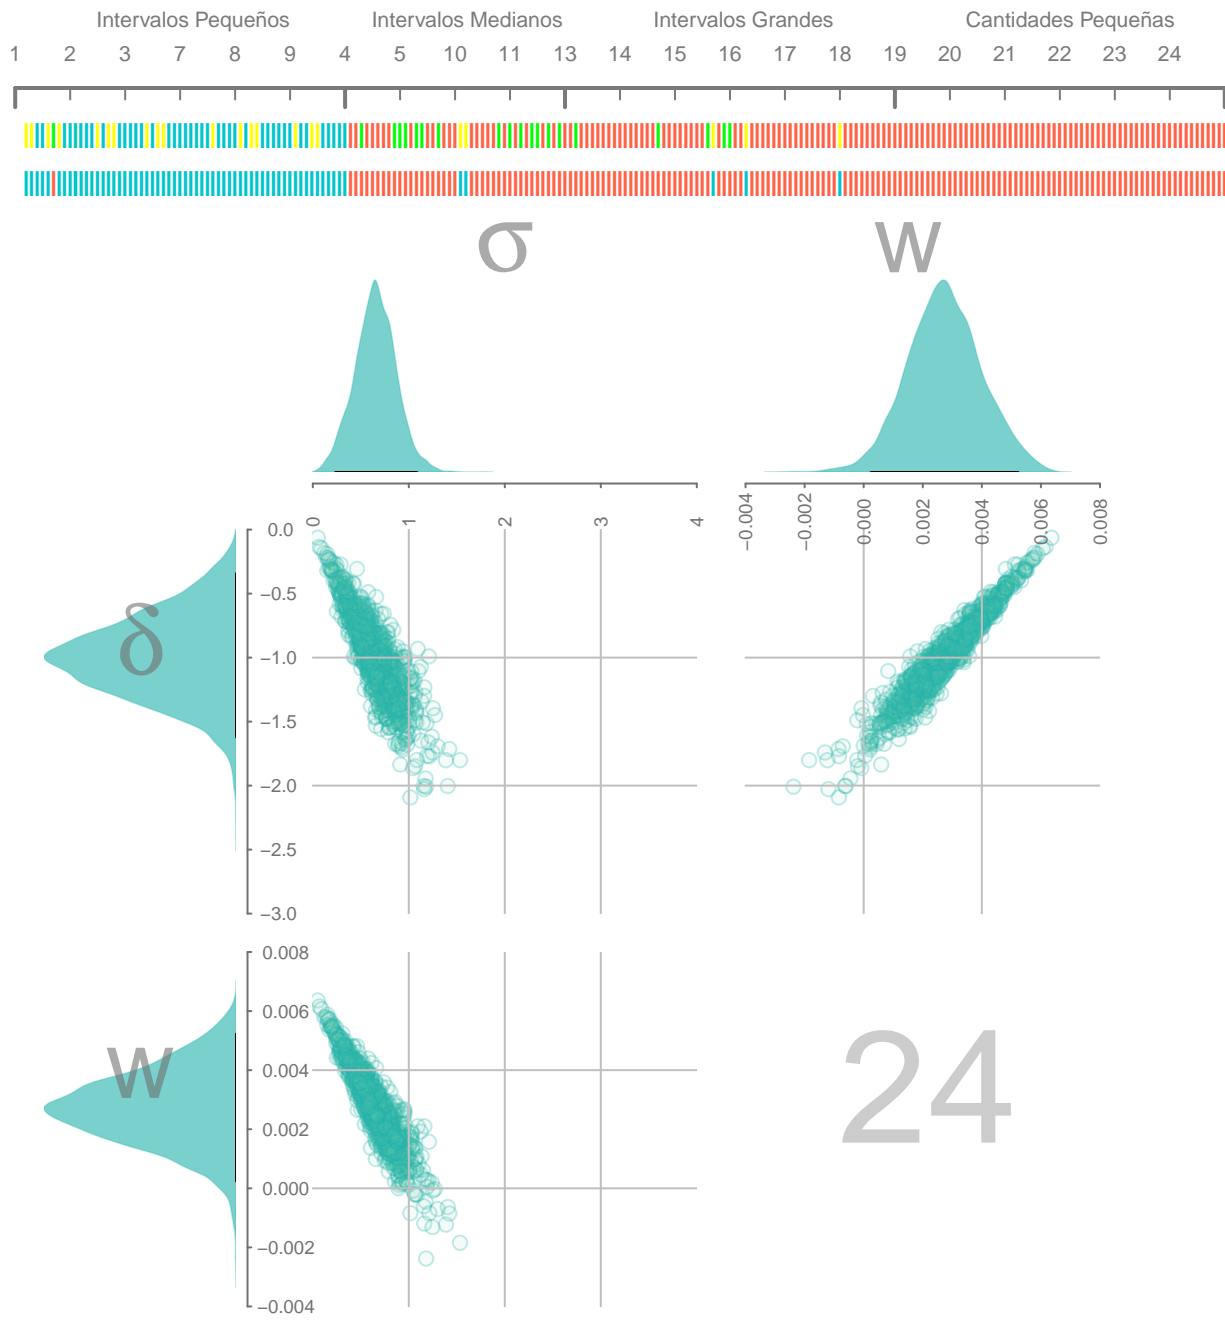 Intervalos Pequeños Intervalos Medianos Intervalos Grandes Cantidades Pequeñas
1 2 3 7 8 9 4 5 10 11 13 14 15 16 17 18 19 20 21 22 23 24
σ w
0 1 2 3 4
−0.004 −0.002 0.000 0.002 0.004 0.006 0.008
δ
0.0
−0.5
−1.0
−1.5
−2.0
−2.5
−3.0
w
0.008
0.006
0.004
0.002
0.000
−0.002
−0.004
24